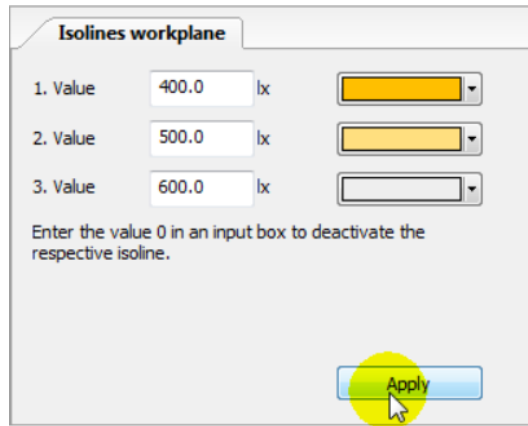 Isolines workplane
1. Value 400.0 lx
2. Value 500.0 lx
3. Value 600.0 lx
Enter the value 0 in an input box to deactivate the
respective isoline.
Apply